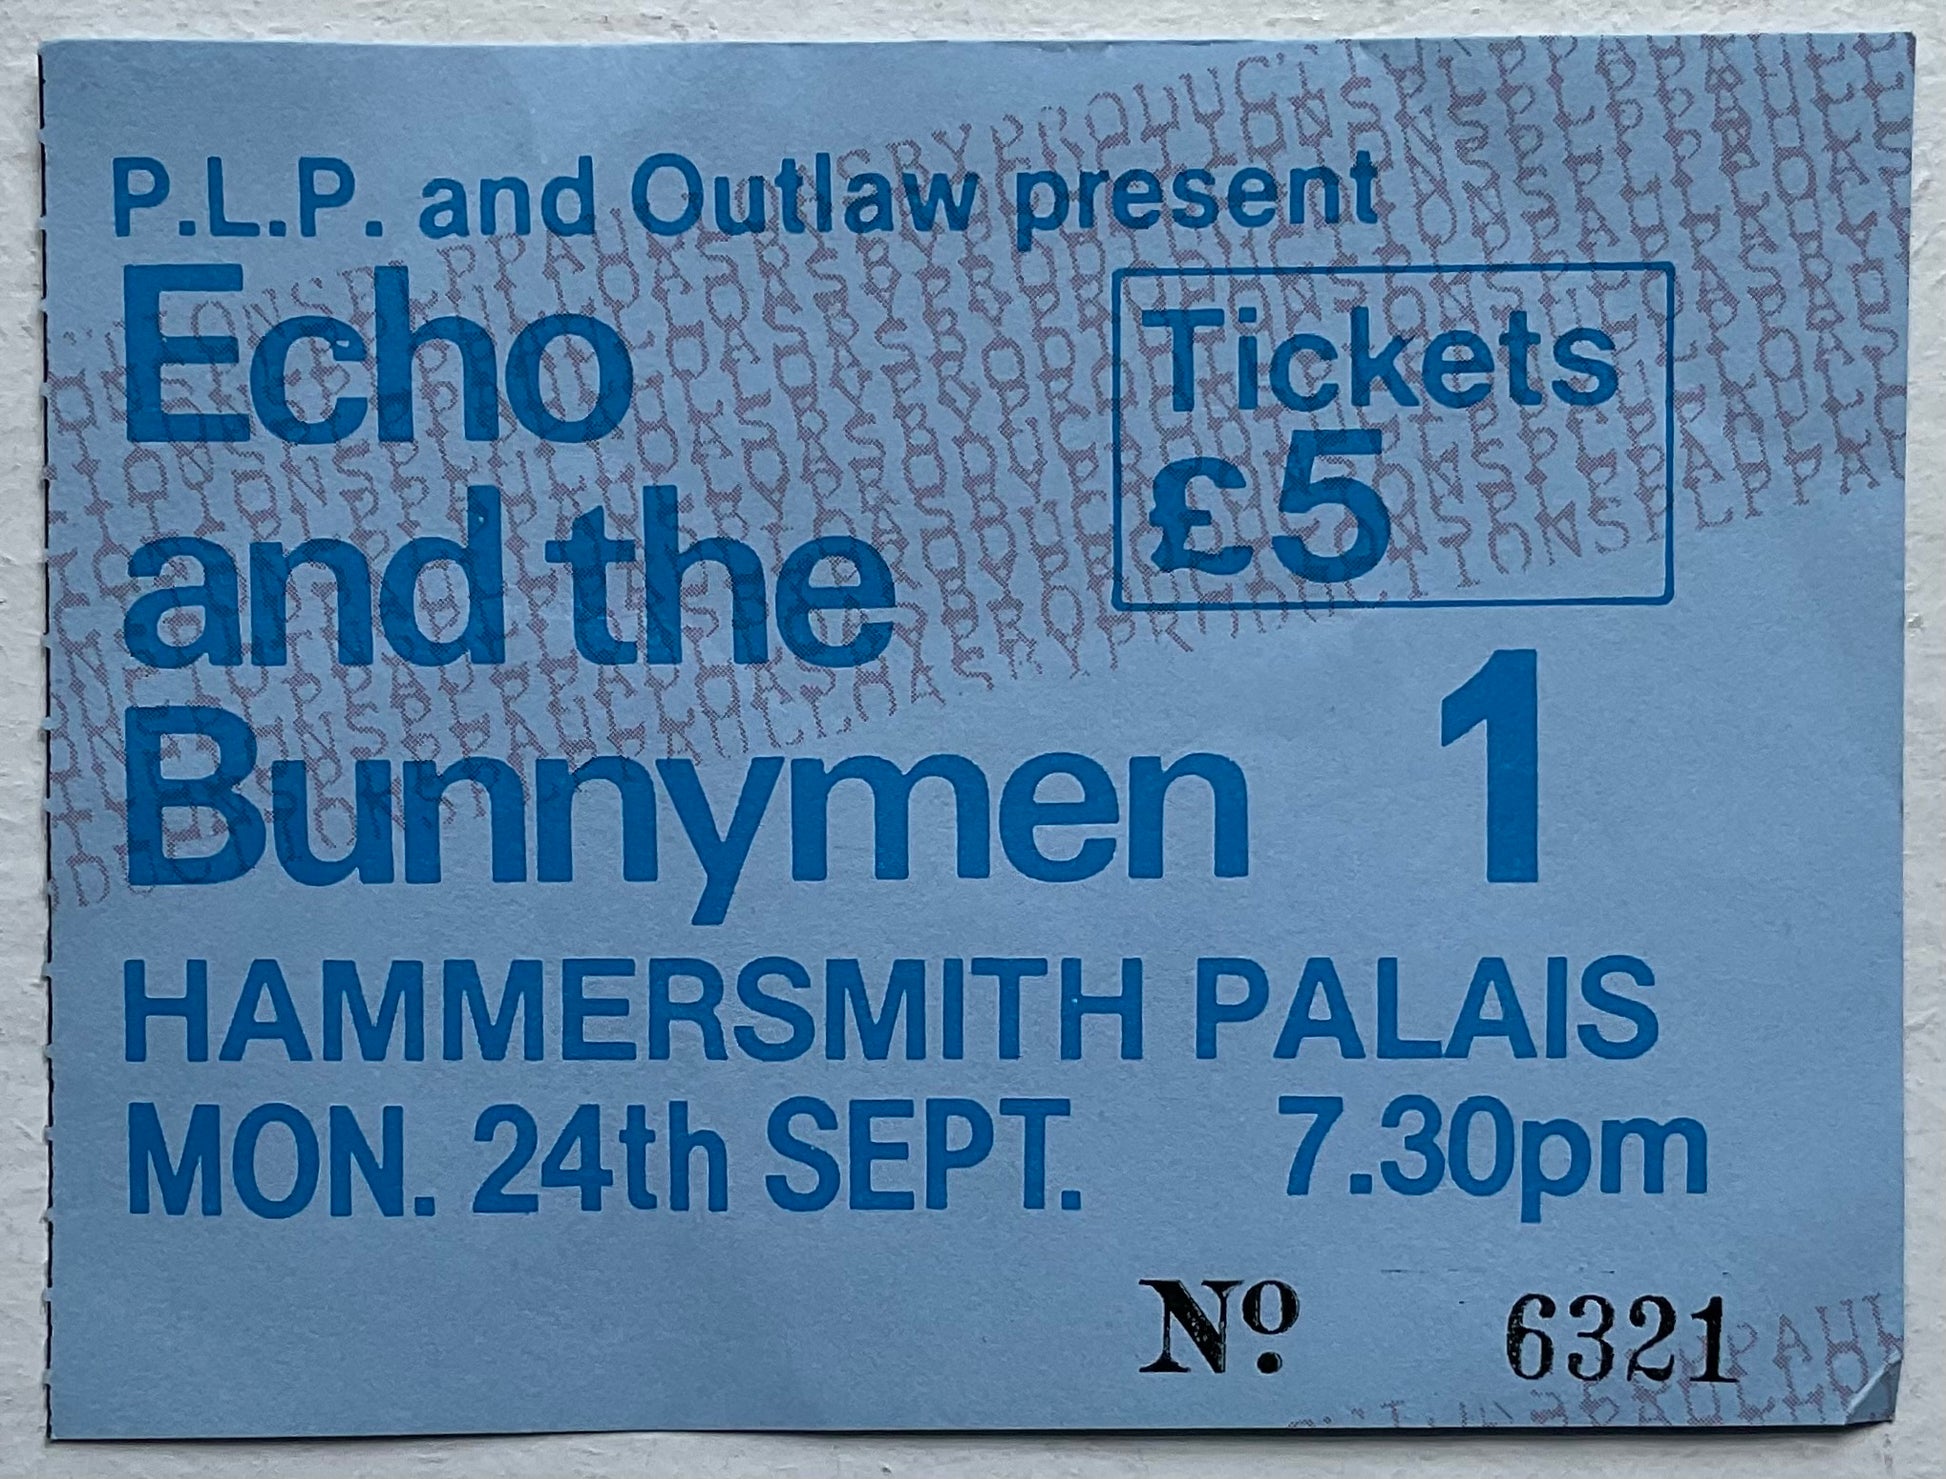 P.L.P. and Outlaw present
Echo
and the
Bunnymen
Tickets
£5
1
HAMMERSMITH PALAIS
MON. 24th SEPT. 7.30pm
Nº. 6321